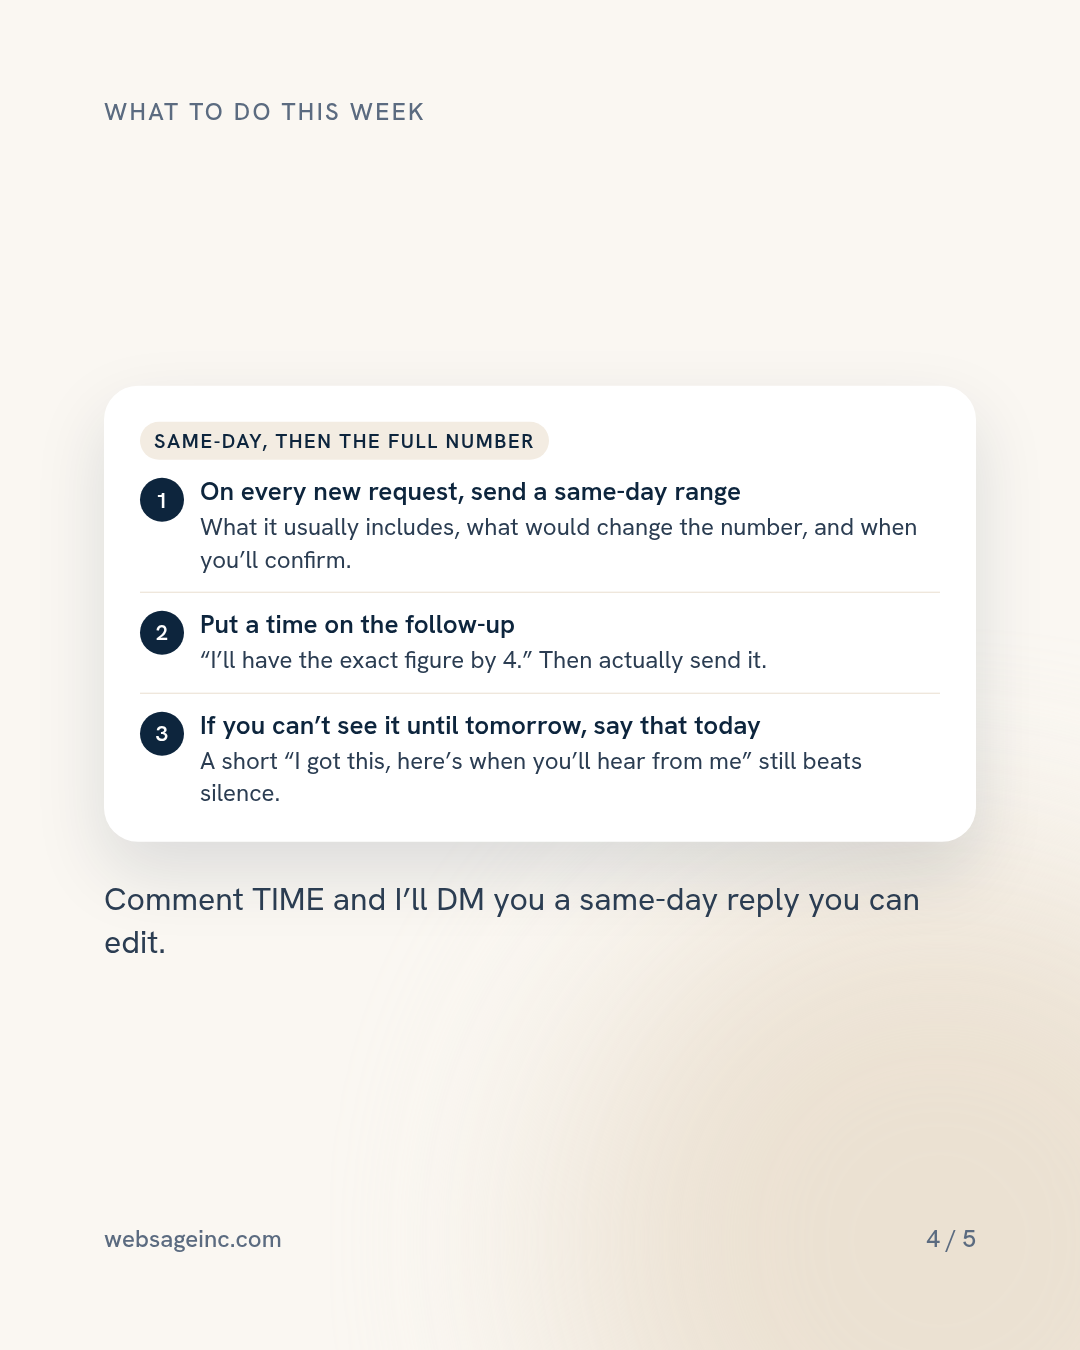 WHAT TO DO THIS WEEK
SAME-DAY, THEN THE FULL NUMBER
1
On every new request, send a same-day range
What it usually includes, what would change the number, and when
you’ll confirm.
2
Put a time on the follow-up
“I’ll have the exact figure by 4.” Then actually send it.
3
If you can’t see it until tomorrow, say that today
A short “I got this, here’s when you’ll hear from me” still beats
silence.
Comment TIME and I’ll DM you a same-day reply you can
edit.
websageinc.com
4 / 5